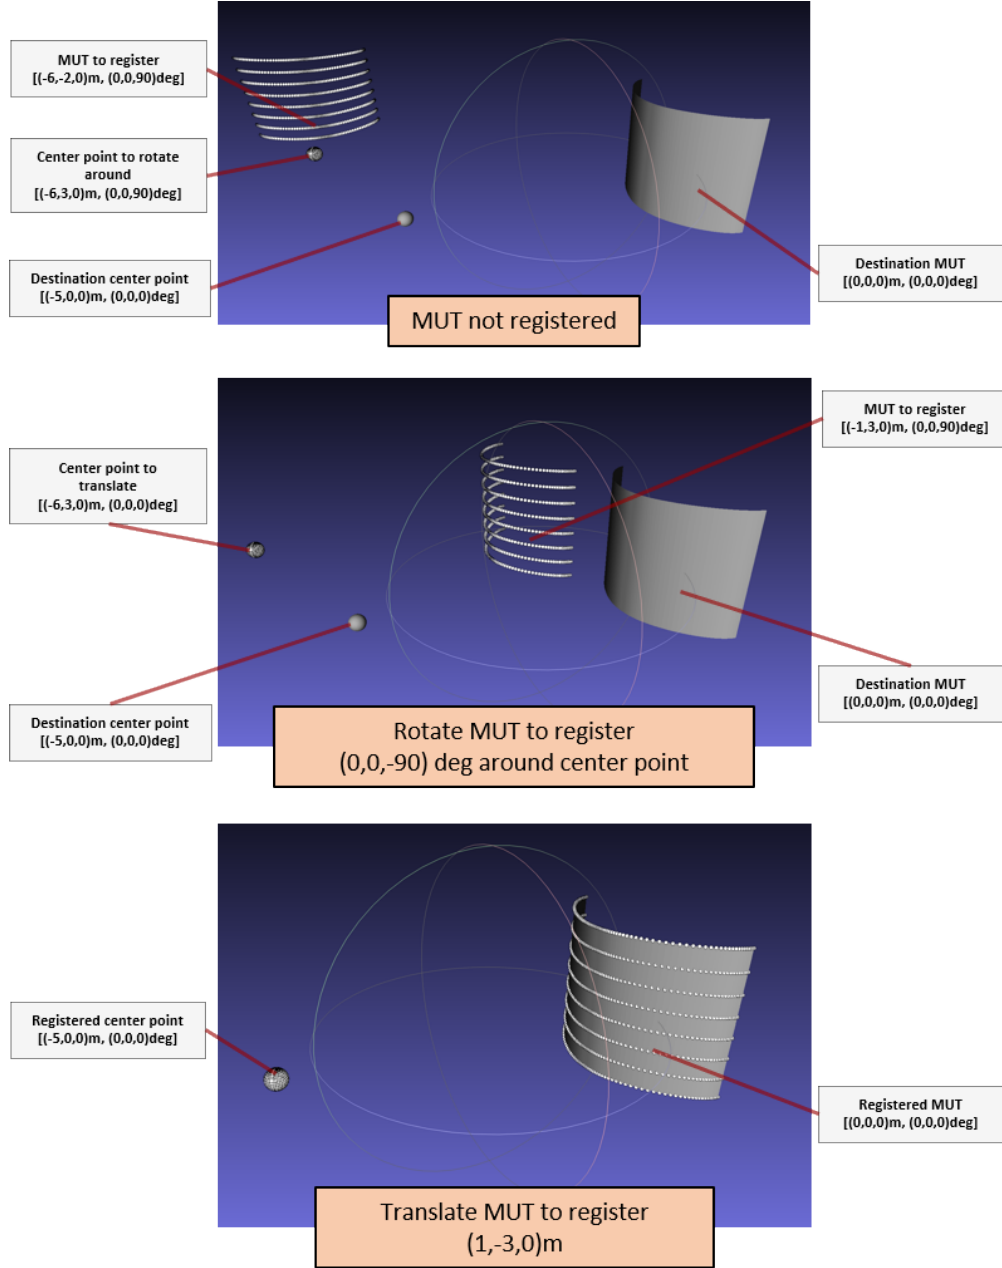 MUT to register
[(-6,-2,0)m, (0,0,90)deg]
Center point to rotate
around
[(-6,3,0)m, (0,0,90)deg]
Destination center point
[(-5,0,0)m, (0,0,0)deg]
Destination MUT
[(0,0,0)m, (0,0,0)deg]
MUT not registered
MUT to register
[(-1,3,0)m, (0,0,90)deg]
Center point to
translate
[(-6,3,0)m, (0,0,0)deg]
Destination MUT
[(0,0,0)m, (0,0,0)deg]
Destination center point
[(-5,0,0)m, (0,0,0)deg]
Rotate MUT to register
(0,0,-90) deg around center point
Registered center point
[(-5,0,0)m, (0,0,0)deg]
Registered MUT
[(0,0,0)m, (0,0,0)deg]
Translate MUT to register
(1,-3,0)m